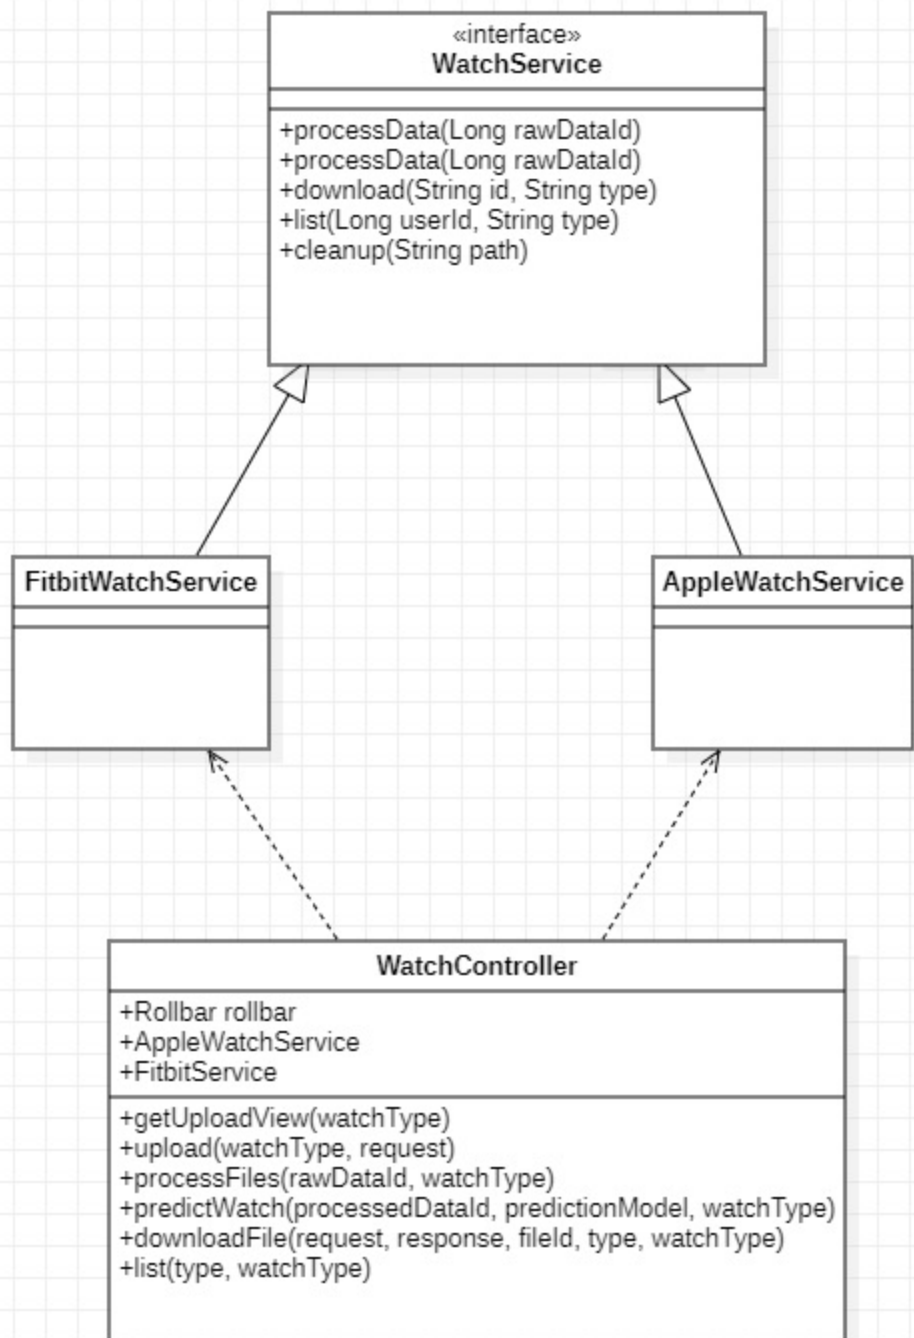 «interface»
WatchService
+processData(Long rawDataId)
+processData(Long rawDataId)
+download(String id, String type)
+list(Long userId, String type)
+cleanup(String path)
FitbitWatchService
AppleWatchService
WatchController
+Rollbar rollbar
+AppleWatchService
+FitbitService
+getUploadView(watchType)
+upload(watchType, request)
+processFiles(rawDataId, watchType)
+predictWatch(processedDataId, predictionModel, watchType)
+downloadFile(request, response, fileId, type, watchType)
+list(type, watchType)